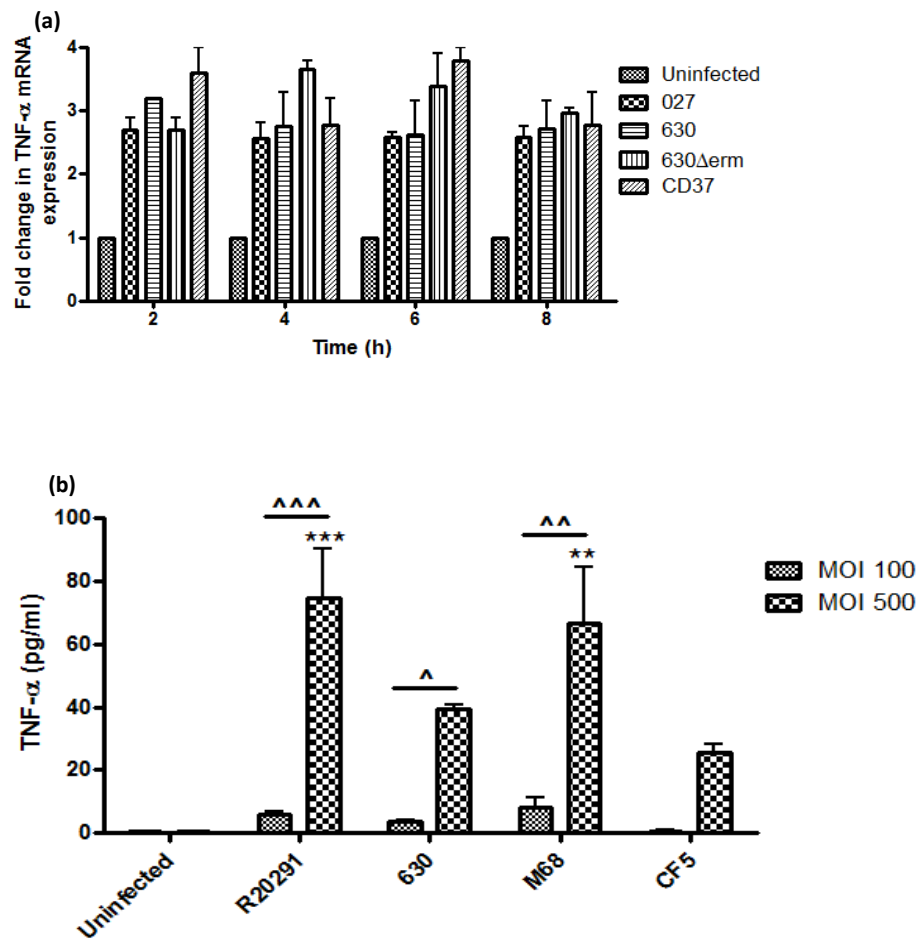 (a)
Fold change in TNF-α mRNA
expression
4
3
2
1
0
2 4 6 8
Time (h)
Uninfected
027
630
630Δerm
CD37
(b)
TNF-α (pg/ml)
100
80
60
40
20
0
^^^
***
^
^^
**
Uninfected R20291 630 M68 CF5
MOI 100
MOI 500